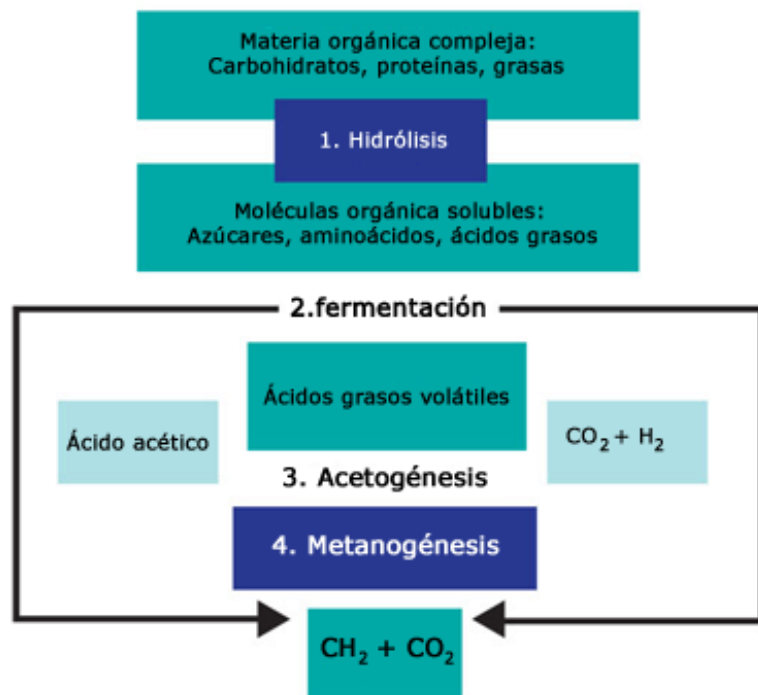 Materia orgánica compleja:
Carbohidratos, proteínas, grasas
1. Hidrólisis
Moléculas orgánica solubles:
Azúcares, aminoácidos, ácidos grasos
2.fermentación
Ácidos grasos volátiles
Ácido acético
CO₂ + H₂
3. Acetogénesis
4. Metanogénesis
CH₂ + CO₂